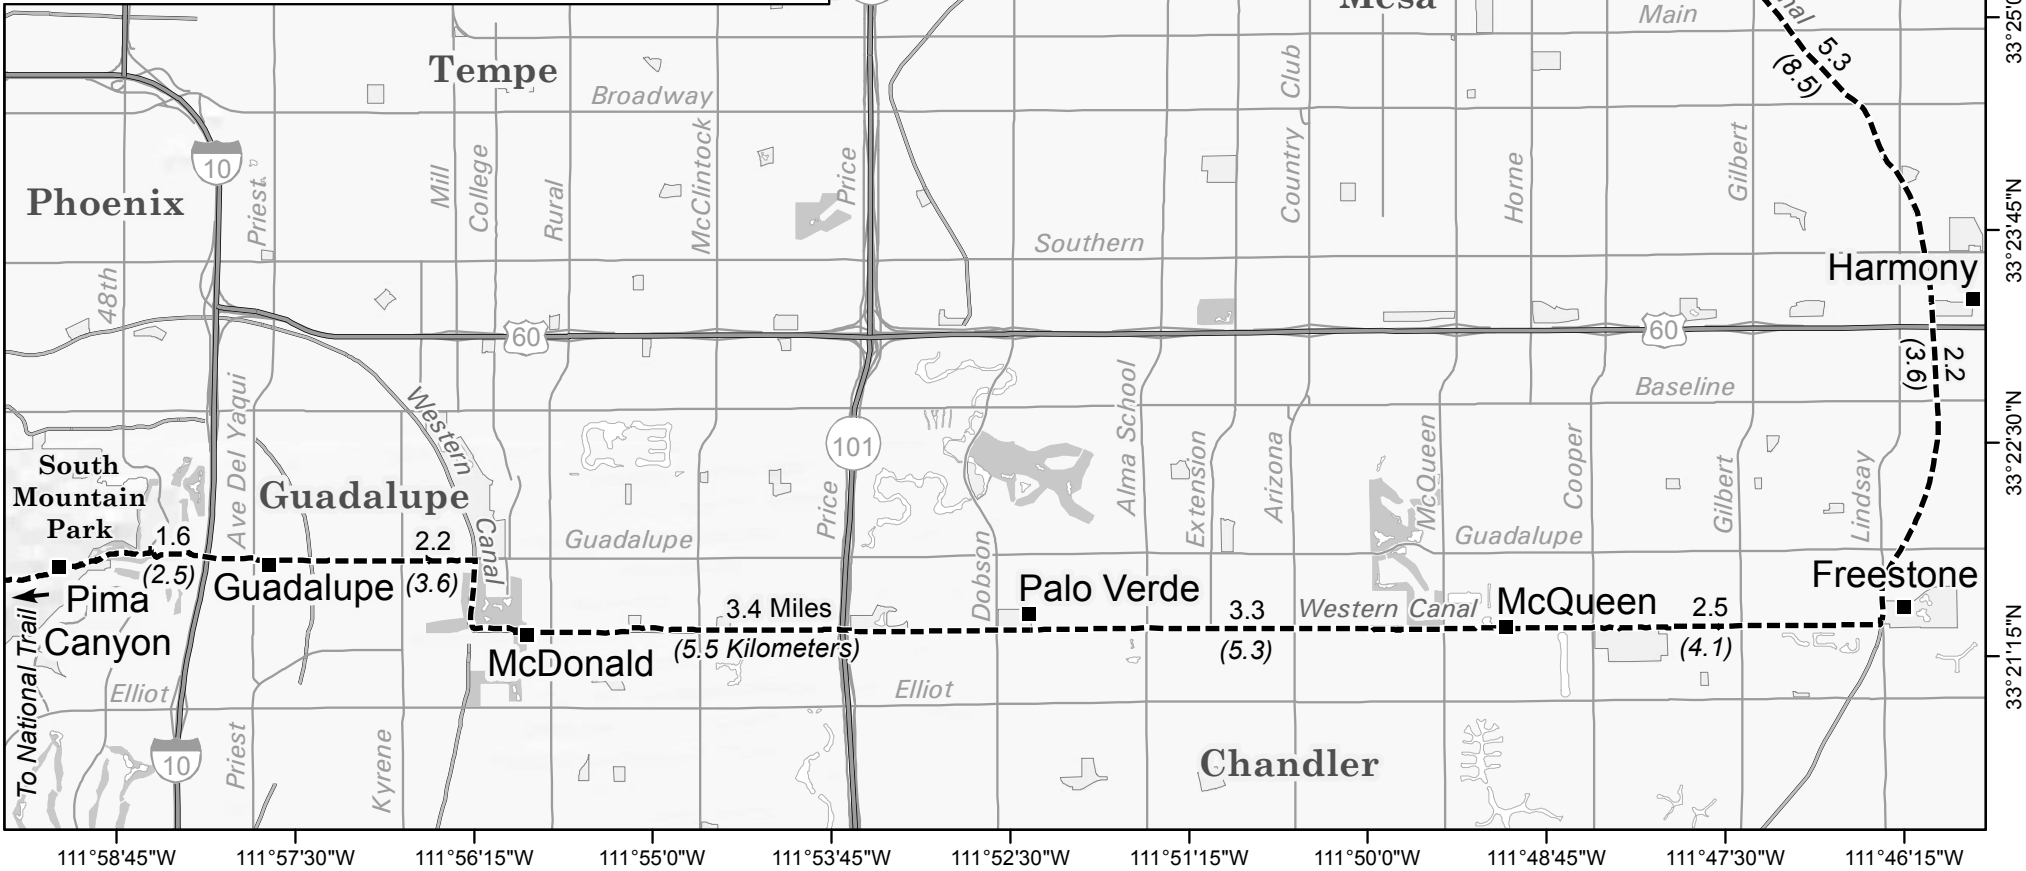 Mesa
Main
nal
33°25'0
5.3
(8.5)
Tempe
Broadway
Club
Country
10
Phoenix
Priest
Mill
College
Rural
McClintock
Price
Horne
Gilbert
33°23'45"N
Southern
Harmony
48th
60
60
2.2
(3.6)
Baseline
Western
Canal
101
Ave Del Yaqui
Alma School
Extension
Arizona
McQueen
Cooper
Gilbert
Lindsay
33°22'30"N
South
Mountain
Park
Guadalupe
Price
Dobson
Guadalupe
Guadalupe
1.6
(2.5)
2.2
(3.6)
Guadalupe
Pima
Canyon
Palo Verde
Freestone
3.4 Miles
(5.5 Kilometers)
3.3
(5.3)
Western Canal
McQueen
2.5
(4.1)
33°21'15"N
McDonald
To National Trail
Elliot
Elliot
Priest
Kyrene
10
Chandler
111°58'45"W
111°57'30"W
111°56'15"W
111°55'0"W
111°53'45"W
111°52'30"W
111°51'15"W
111°50'0"W
111°48'45"W
111°47'30"W
111°46'15"W